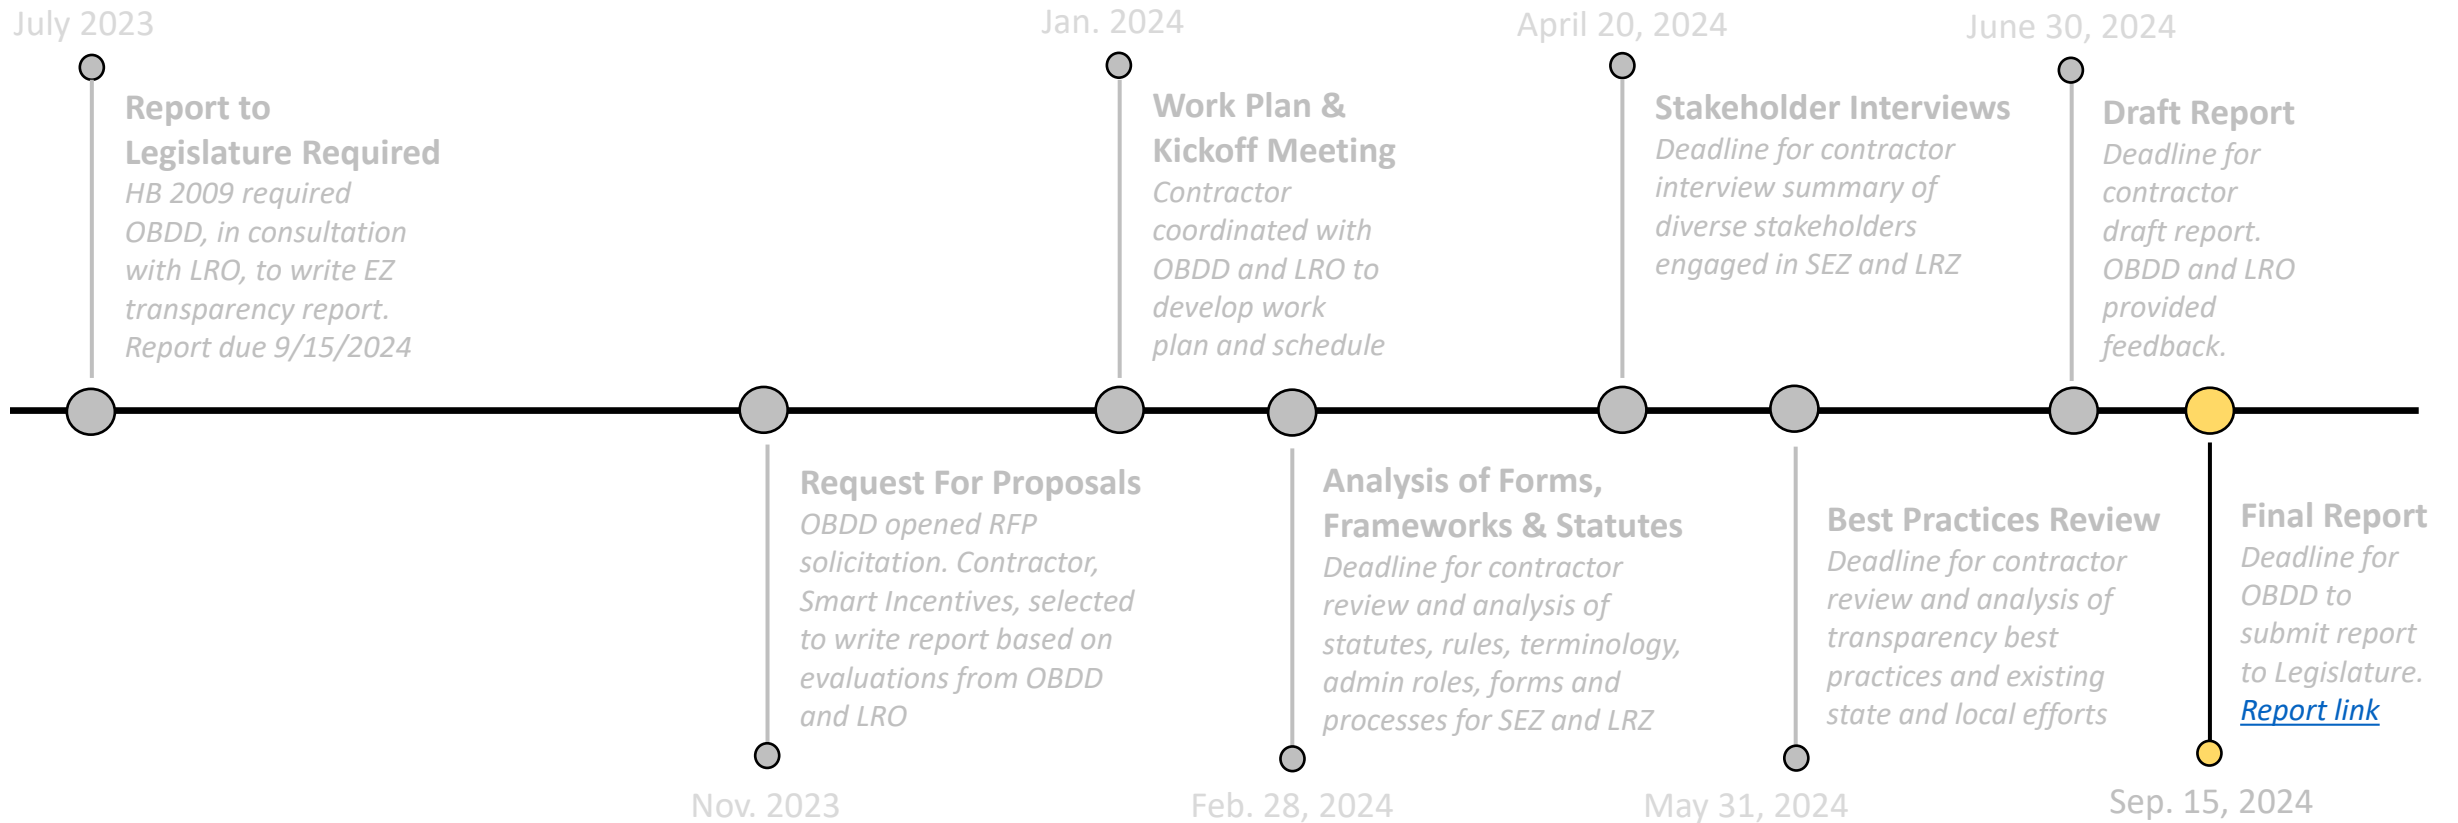 July 2023
Report to
Legislature Required
HB 2009 required
OBDD, in consultation
with LRO, to write EZ
transparency report.
Report due 9/15/2024
Nov. 2023
Request For Proposals
OBDD opened RFP
solicitation. Contractor,
Smart Incentives, selected
to write report based on
evaluations from OBDD
and LRO
Jan. 2024
Work Plan &
Kickoff Meeting
Contractor
coordinated with
OBDD and LRO to
develop work
plan and schedule
Feb. 28, 2024
Analysis of Forms,
Frameworks & Statutes
Deadline for contractor
review and analysis of
statutes, rules, terminology,
admin roles, forms and
processes for SEZ and LRZ
April 20, 2024
Stakeholder Interviews
Deadline for contractor
interview summary of
diverse stakeholders
engaged in SEZ and LRZ
May 31, 2024
Best Practices Review
Deadline for contractor
review and analysis of
transparency best
practices and existing
state and local efforts
June 30, 2024
Draft Report
Deadline for
contractor
draft report.
OBDD and LRO
provided
feedback.
Sep. 15, 2024
Final Report
Deadline for
OBDD to
submit report
to Legislature.
Report link